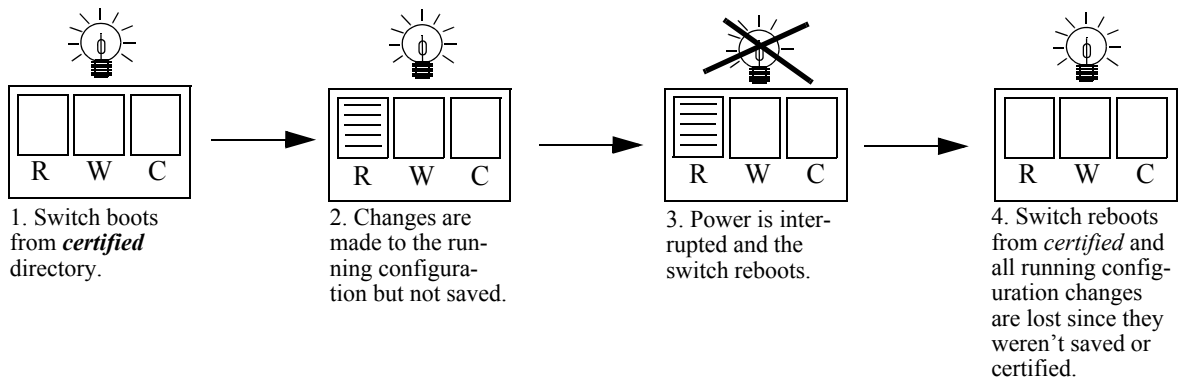 R W C
1. Switch boots
from certified
directory.
R W C
2. Changes are
made to the run-
ning configura-
tion but not saved.
R W C
3. Power is inter-
rupted and the
switch reboots.
R W C
4. Switch reboots
from certified and
all running config-
uration changes
are lost since they
weren’t saved or
certified.